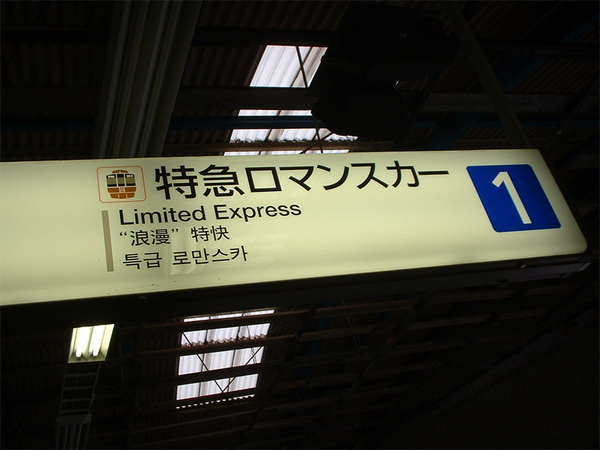 特急ロマンスカー
Limited Express
“浪漫” 特快
특급 로만스카
1